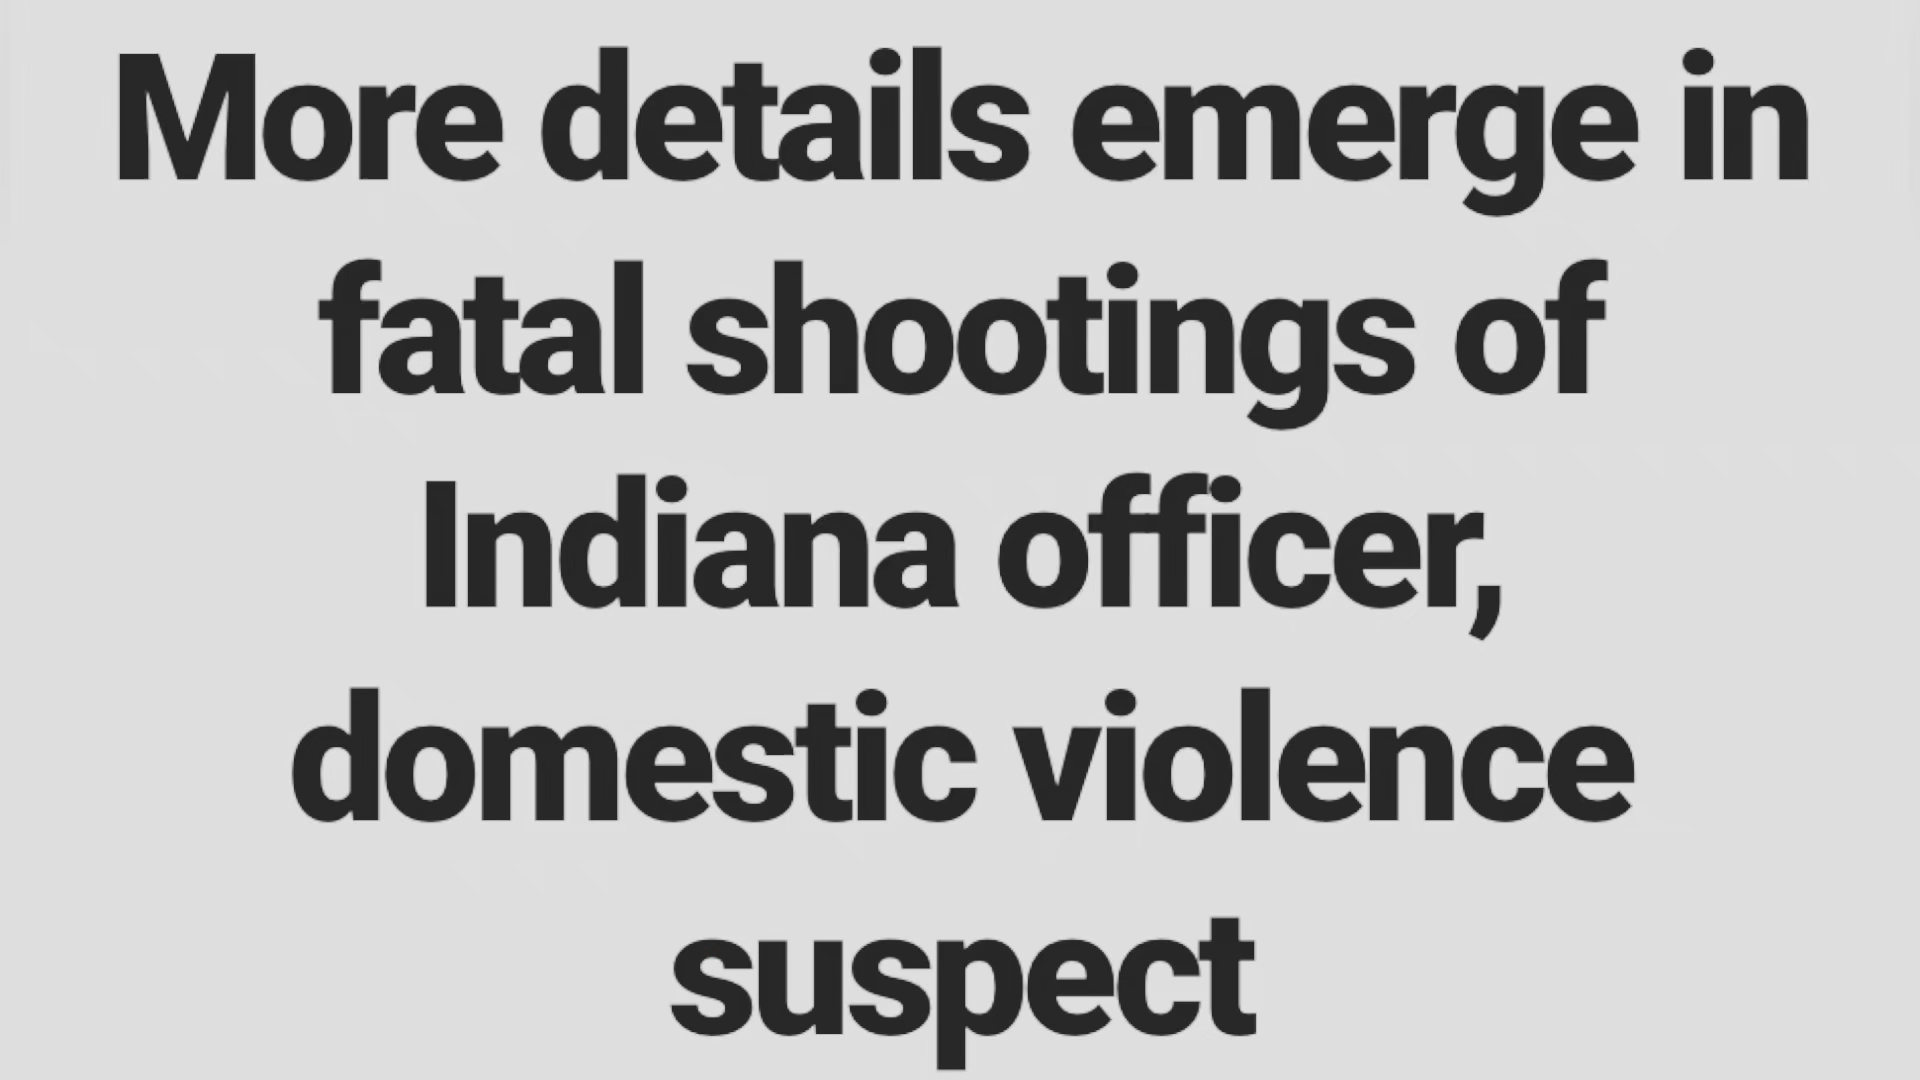 More details emerge in
fatal shootings of
Indiana officer,
domestic violence
suspect